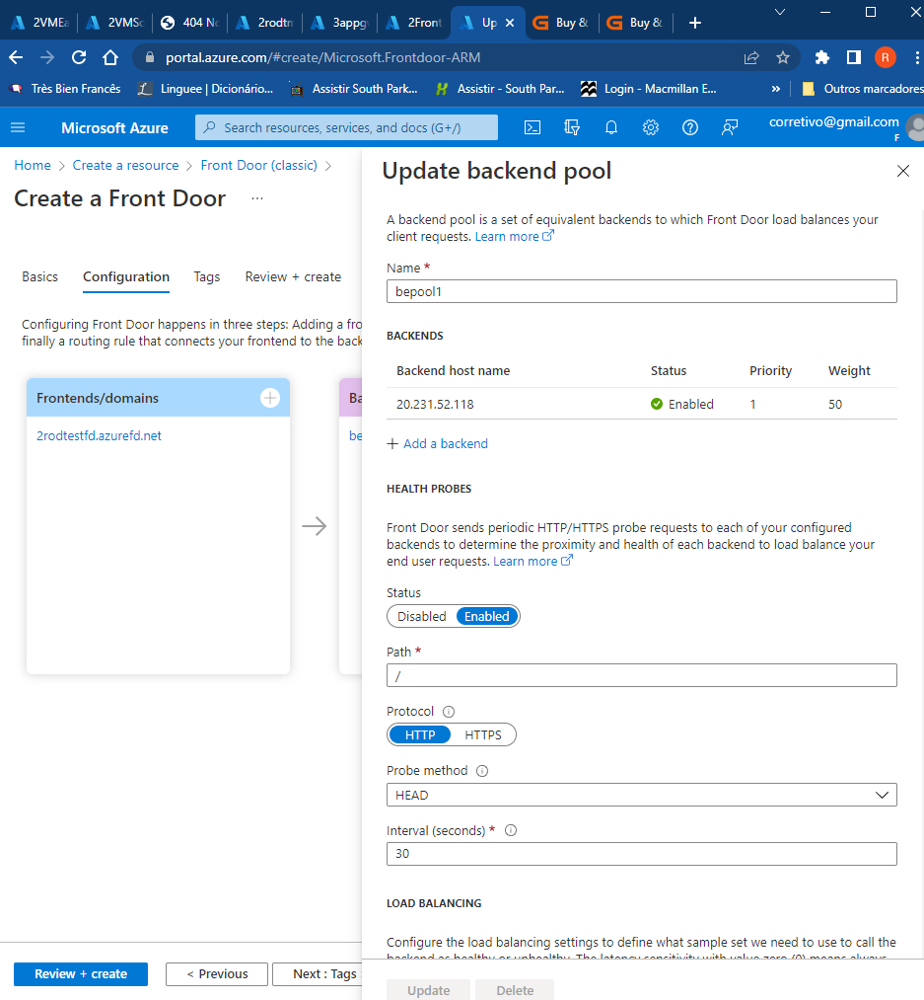 2VMEa
2VMSc
404 Nc
2rodtm
3appg
2Front
Up
Buy &
Buy &
portal.azure.com/#create/Microsoft.Frontdoor-ARM
R
Très Bien Francês
Linguee | Dicionário...
Assistir South Park...
Assistir - South Par...
Login - Macmillan E...
»
Outros marcadores
Microsoft Azure
Search resources, services, and docs (G+/)
corretivo@gmail.com
F
Home > Create a resource > Front Door (classic) >
Create a Front Door ...
Basics
Configuration
Tags
Review + create
Configuring Front Door happens in three steps: Adding a fro
finally a routing rule that connects your frontend to the back
Frontends/domains
2rodtestfd.azurefd.net
Ba
be
Review + create
< Previous
Next : Tags
Update backend pool
A backend pool is a set of equivalent backends to which Front Door load balances your
client requests. Learn more
Name *
bepool1
BACKENDS
Backend host name Status Priority Weight
20.231.52.118 Enabled 1 50
+ Add a backend
HEALTH PROBES
Front Door sends periodic HTTP/HTTPS probe requests to each of your configured
backends to determine the proximity and health of each backend to load balance your
end user requests. Learn more
Status
Disabled Enabled
Path *
/
Protocol
HTTP HTTPS
Probe method
HEAD
Interval (seconds) *
30
LOAD BALANCING
Configure the load balancing settings to define what sample set we need to use to call the
backend as healthy or unhealthy. The latency sensitivity with value zero (0) means always
Update
Delete